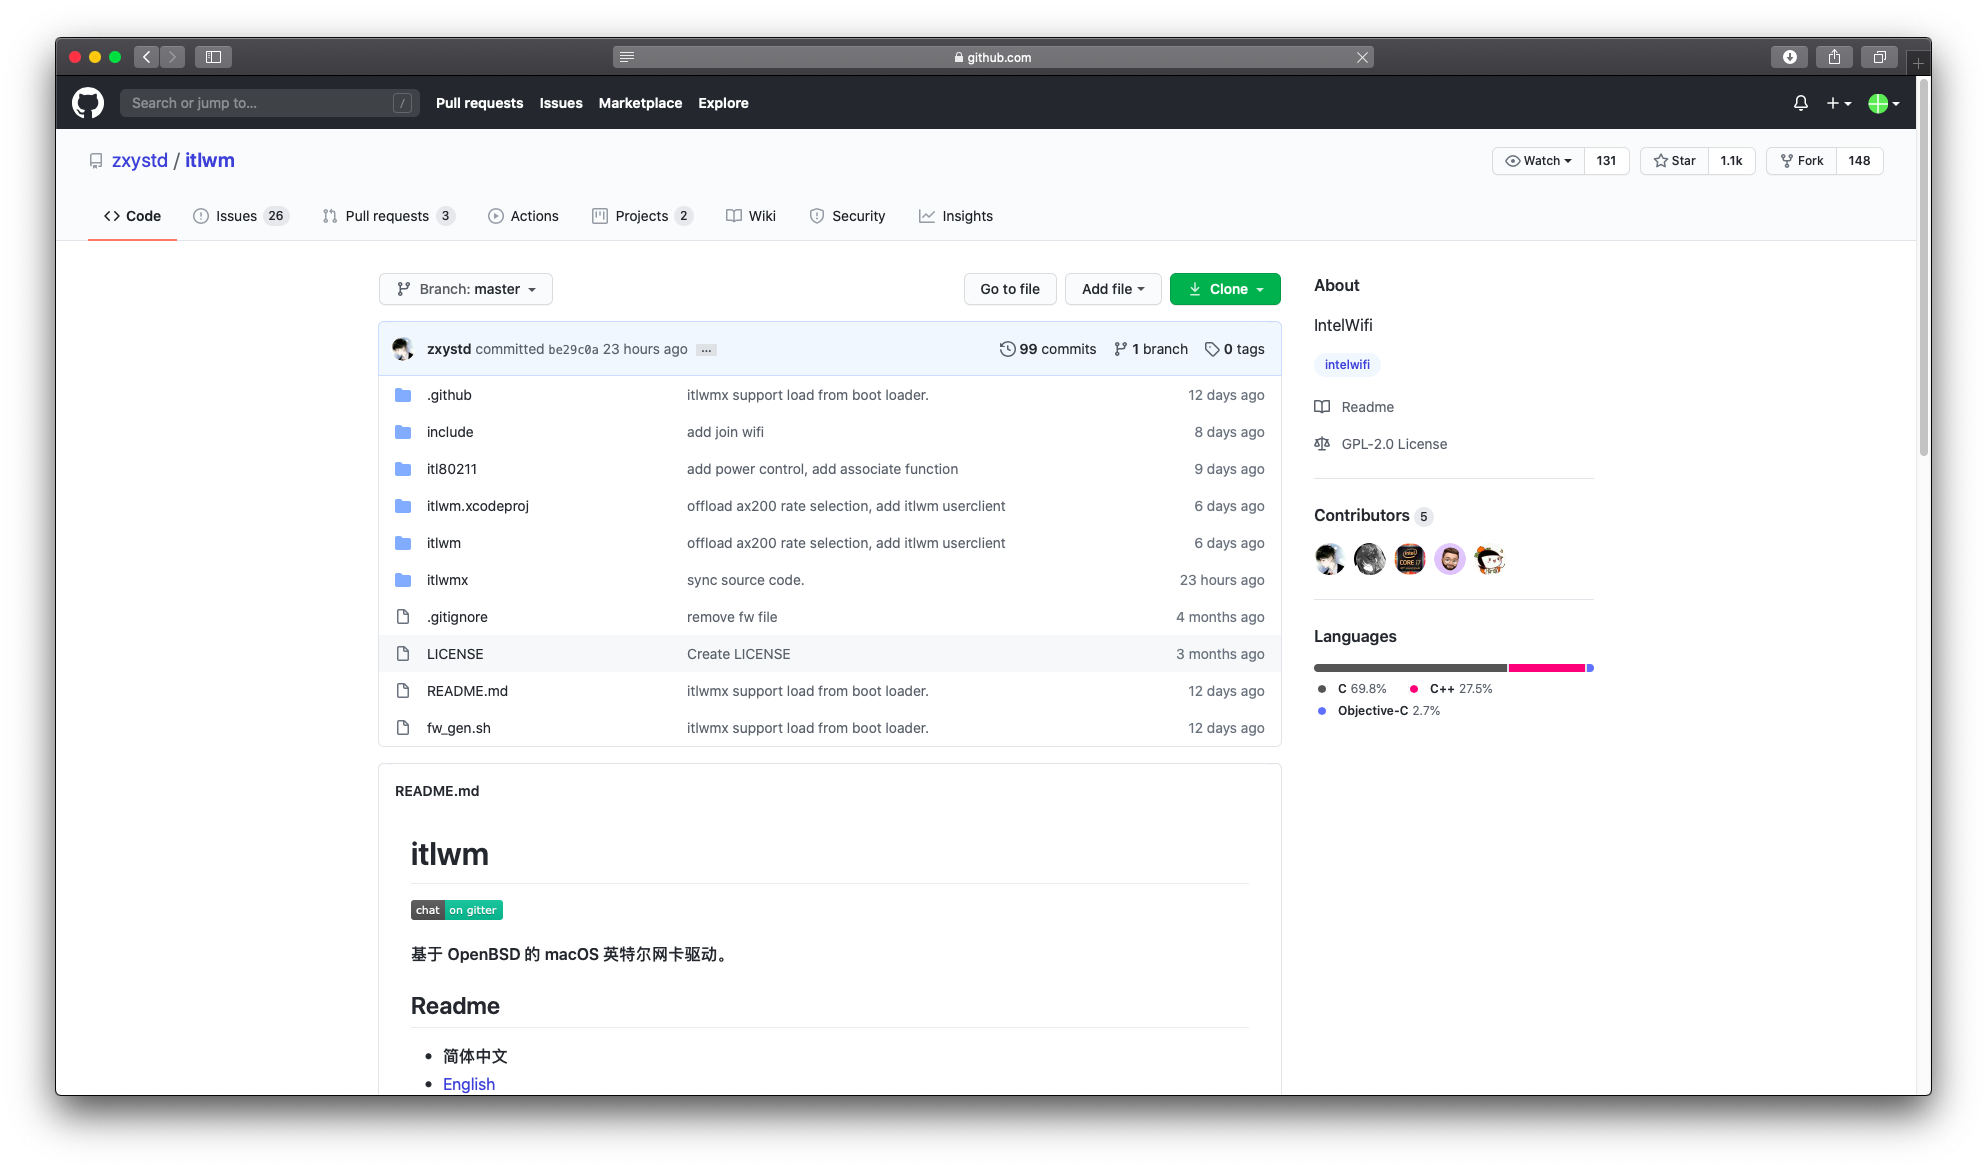 github.com
Search or jump to... /
Pull requests Issues Marketplace Explore
zxystd / itlwm
Watch 131 Star 1.1k Fork 148
Code Issues 26 Pull requests 3 Actions Projects 2 Wiki Security Insights
Branch: master Go to file Add file Clone
zxystd committed be29c0a 23 hours ago ... 99 commits 1 branch 0 tags
.github itlwmx support load from boot loader. 12 days ago
include add join wifi 8 days ago
itl80211 add power control, add associate function 9 days ago
itlwm.xcodeproj offload ax200 rate selection, add itlwm userclient 6 days ago
itlwm offload ax200 rate selection, add itlwm userclient 6 days ago
itlwmx sync source code. 23 hours ago
.gitignore remove fw file 4 months ago
LICENSE Create LICENSE 3 months ago
README.md itlwmx support load from boot loader. 12 days ago
fw_gen.sh itlwmx support load from boot loader. 12 days ago
README.md
itlwm
chat on gitter
基于 OpenBSD 的 macOS 英特尔网卡驱动。
Readme
简体中文
English
About
IntelWifi
intelwifi
Readme
GPL-2.0 License
Contributors 5
intel
CORE i7
Languages
C 69.8% C++ 27.5%
Objective-C 2.7%